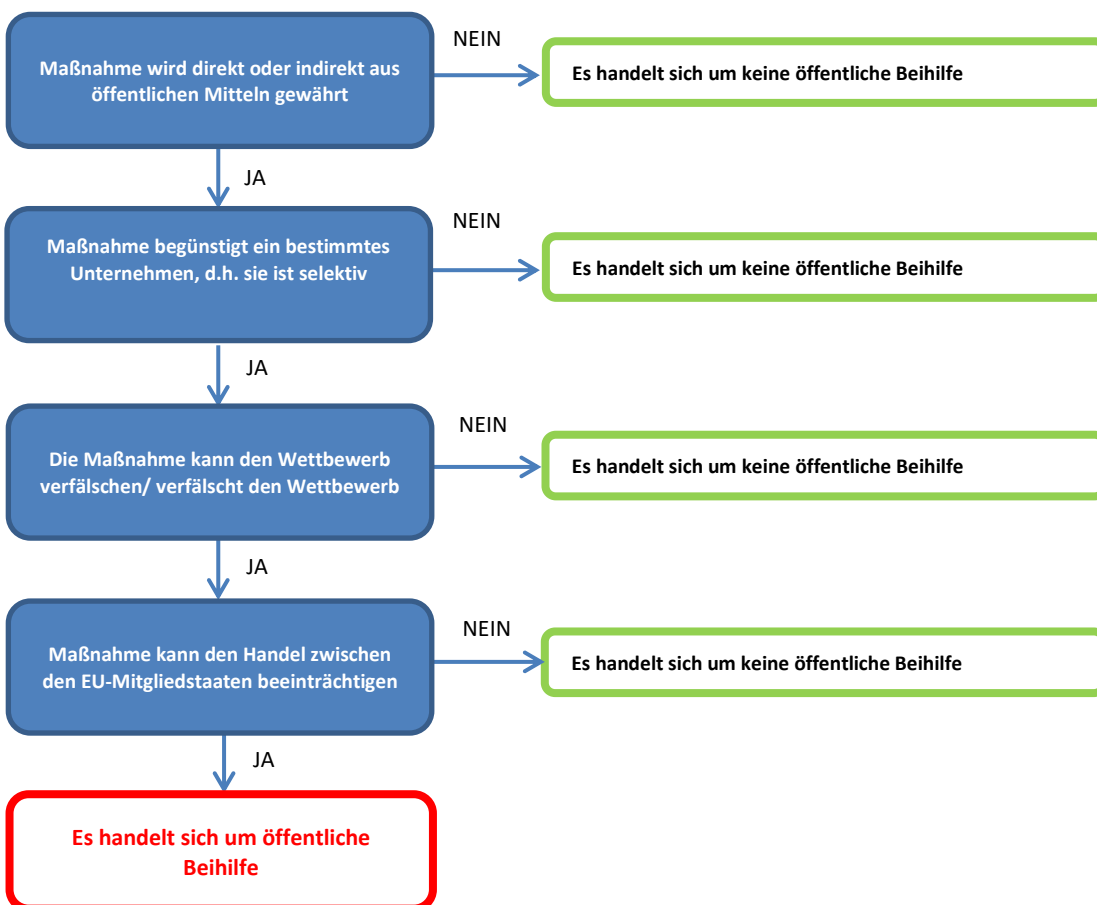 NEIN
Maßnahme wird direkt oder indirekt aus
öffentlichen Mitteln gewährt
Es handelt sich um keine öffentliche Beihilfe
JA
NEIN
Maßnahme begünstigt ein bestimmtes
Unternehmen, d.h. sie ist selektiv
Es handelt sich um keine öffentliche Beihilfe
JA
NEIN
Die Maßnahme kann den Wettbewerb
verfälschen/ verfälscht den Wettbewerb
Es handelt sich um keine öffentliche Beihilfe
JA
NEIN
Maßnahme kann den Handel zwischen
den EU-Mitgliedstaaten beeinträchtigen
Es handelt sich um keine öffentliche Beihilfe
JA
Es handelt sich um öffentliche
Beihilfe